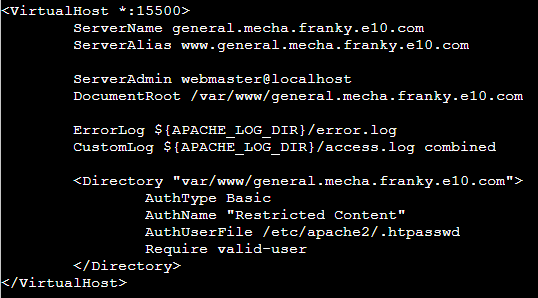 <VirtualHost *:15500>
ServerName general.mecha.franky.e10.com
ServerAlias www.general.mecha.franky.e10.com
ServerAdmin webmaster@localhost
DocumentRoot /var/www/general.mecha.franky.e10.com
ErrorLog ${APACHE_LOG_DIR}/error.log
CustomLog ${APACHE_LOG_DIR}/access.log combined
<Directory "var/www/general.mecha.franky.e10.com">
AuthType Basic
AuthName "Restricted Content"
AuthUserFile /etc/apache2/.htpasswd
Require valid-user
</Directory>
</VirtualHost>